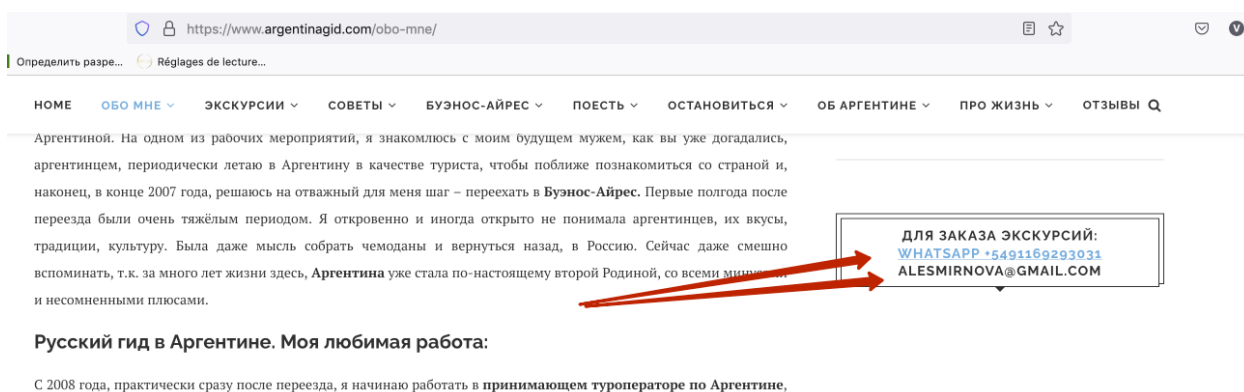 https://www.argentinagid.com/obo-mne/
Определить разре... Réglages de lecture...
HOME ОБО МНЕ ЭКСКУРСИИ СОВЕТЫ БУЭНОС-АЙРЕС ПОЕСТЬ ОСТАНОВИТЬСЯ ОБ АРГЕНТИНЕ ПРО ЖИЗНЬ ОТЗЫВЫ
Аргентиной. На одном из рабочих мероприятий, я знакомлюсь с моим будущем мужем, как вы уже догадались,
аргентинцем, периодически летаю в Аргентину в качестве туриста, чтобы поближе познакомиться со страной и,
наконец, в конце 2007 года, решаюсь на отважный для меня шаг – переехать в Буэнос-Айрес. Первые полгода после
переезда были очень тяжёлым периодом. Я откровенно и иногда открыто не понимала аргентинцев, их вкусы,
традиции, культуру. Была даже мысль собрать чемоданы и вернуться назад, в Россию. Сейчас даже смешно
вспоминать, т.к. за много лет жизни здесь, Аргентина уже стала по-настоящему второй Родиной, со всеми
и несомненными плюсами.
Русский гид в Аргентине. Моя любимая работа:
С 2008 года, практически сразу после переезда, я начинаю работать в принимающем туроператоре по Аргентине,
ДЛЯ ЗАКАЗА ЭКСКУРСИЙ:
WHATSAPP +5491169293031
ALESMIRNOVA@GMAIL.COM